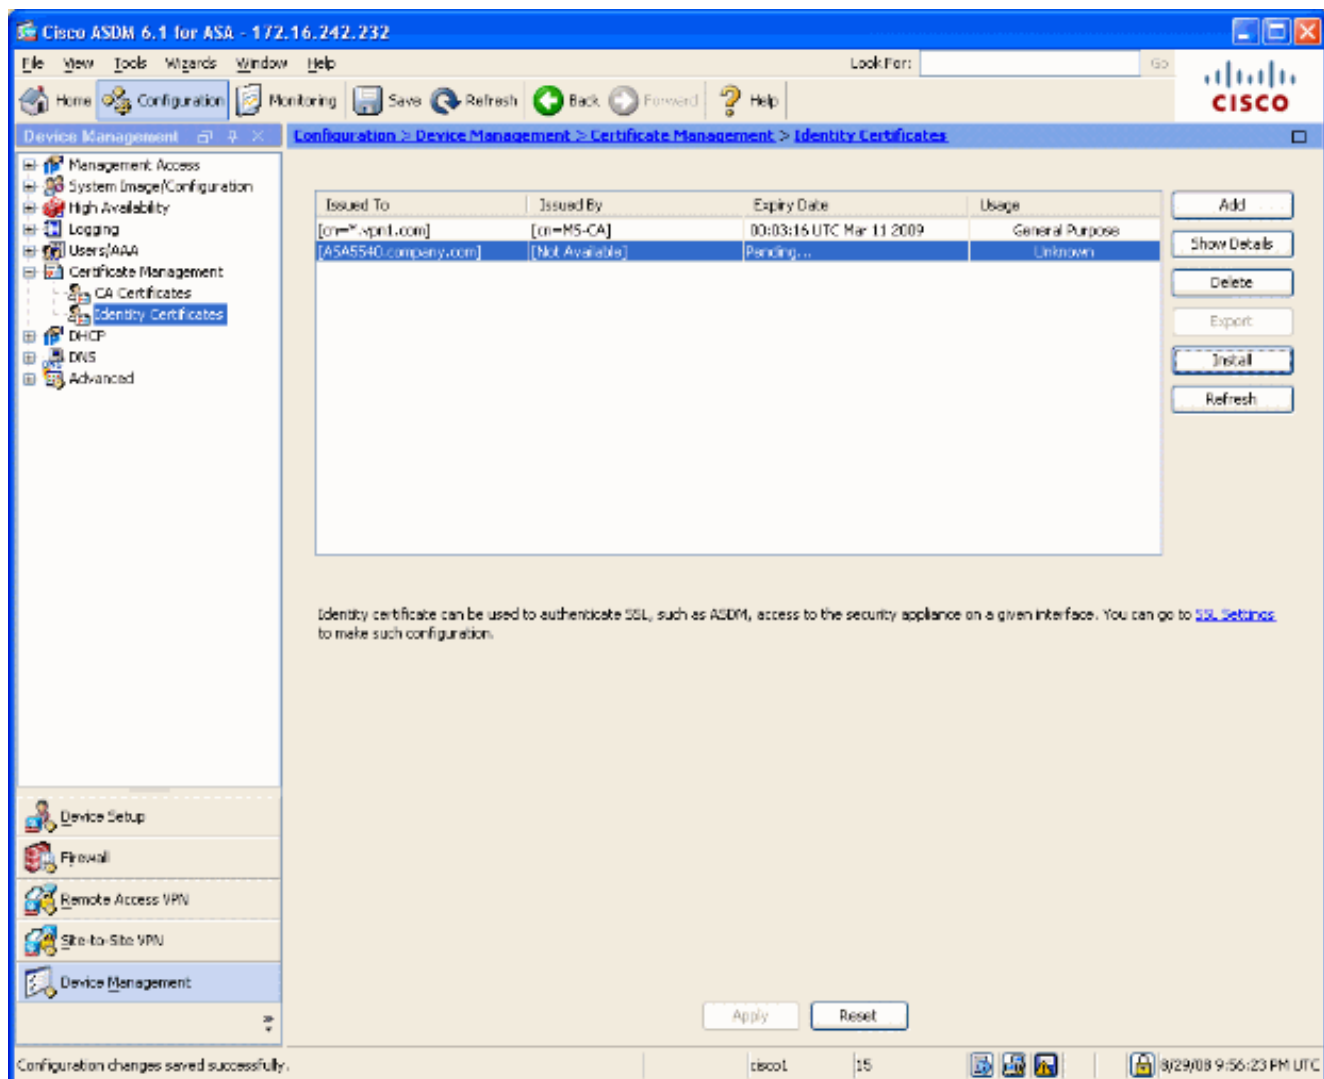 Cisco ASDM 6.1 for ASA - 172.16.242.232
File View Tools Wizards Window Help Look For: Go
Home Configuration Monitoring Save Refresh Back Forward Help
CISCO
Device Management
Configuration > Device Management > Certificate Management > Identity Certificates
Management Access
System Image/Configuration
High Availability
Logging
Users/AAA
Certificate Management
CA Certificates
Identity Certificates
DHCP
DNS
Advanced
Issued To Issued By Expiry Date Usage
[cn=*.vpn1.com] [cn=MS-CA] 00:03:16 UTC Mar 11 2009 General Purpose
[ASA5540.company.com] [Not Available] Pending... Unknown
Add
Show Details
Delete
Export
Install
Refresh
Identity certificate can be used to authenticate SSL, such as ASDM, access to the security appliance on a given interface. You can go to SSL Settings
to make such configuration.
Device Setup
Firewall
Remote Access VPN
Site-to-Site VPN
Device Management
Apply Reset
Configuration changes saved successfully. cisco1 15 8/29/08 9:56:23 PM UTC